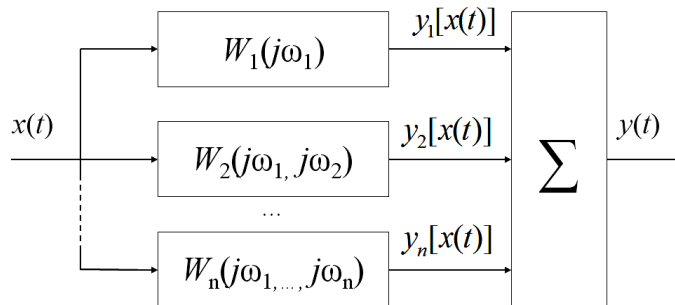 W₁(jω₁)
y₁[x(t)]
x(t)
W₂(jω₁, jω₂)
y₂[x(t)]
Σ
y(t)
...
Wₙ(jω₁,...,jωₙ)
yₙ[x(t)]